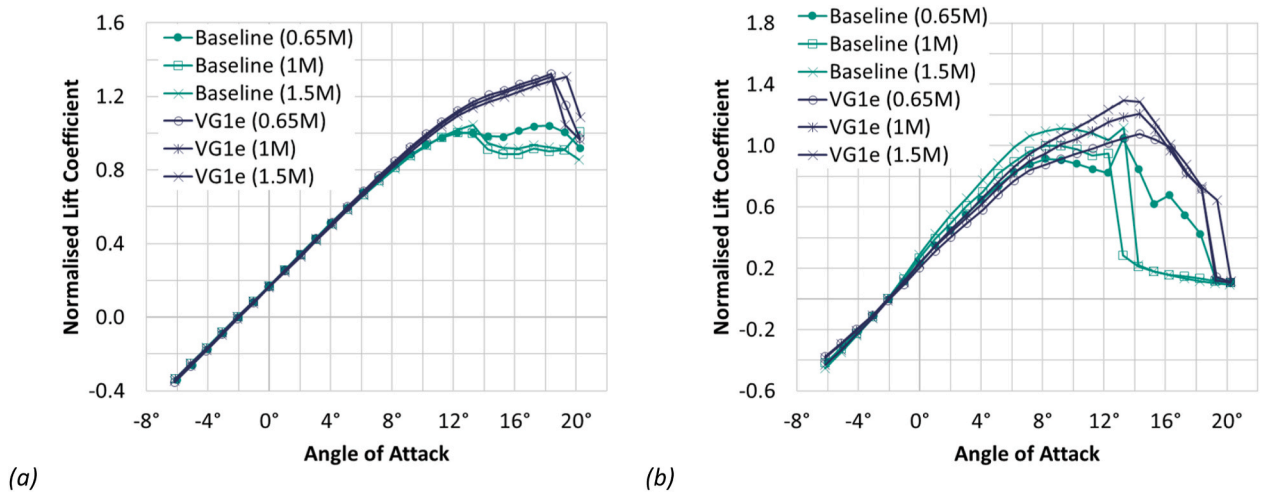 1.6
1.2
0.8
0.4
0.0
-0.4
-8°
-4°
0°
4°
8°
12°
16°
20°
Normalised Lift Coefficient
Angle of Attack
Baseline (0.65M)
Baseline (1M)
Baseline (1.5M)
VG1e (0.65M)
VG1e (1M)
VG1e (1.5M)
(a)
1.8
1.4
1.0
0.6
0.2
-0.2
-0.6
-8°
-4°
0°
4°
8°
12°
16°
20°
Normalised Lift Coefficient
Angle of Attack
Baseline (0.65M)
Baseline (1M)
Baseline (1.5M)
VG1e (0.65M)
VG1e (1M)
VG1e (1.5M)
(b)